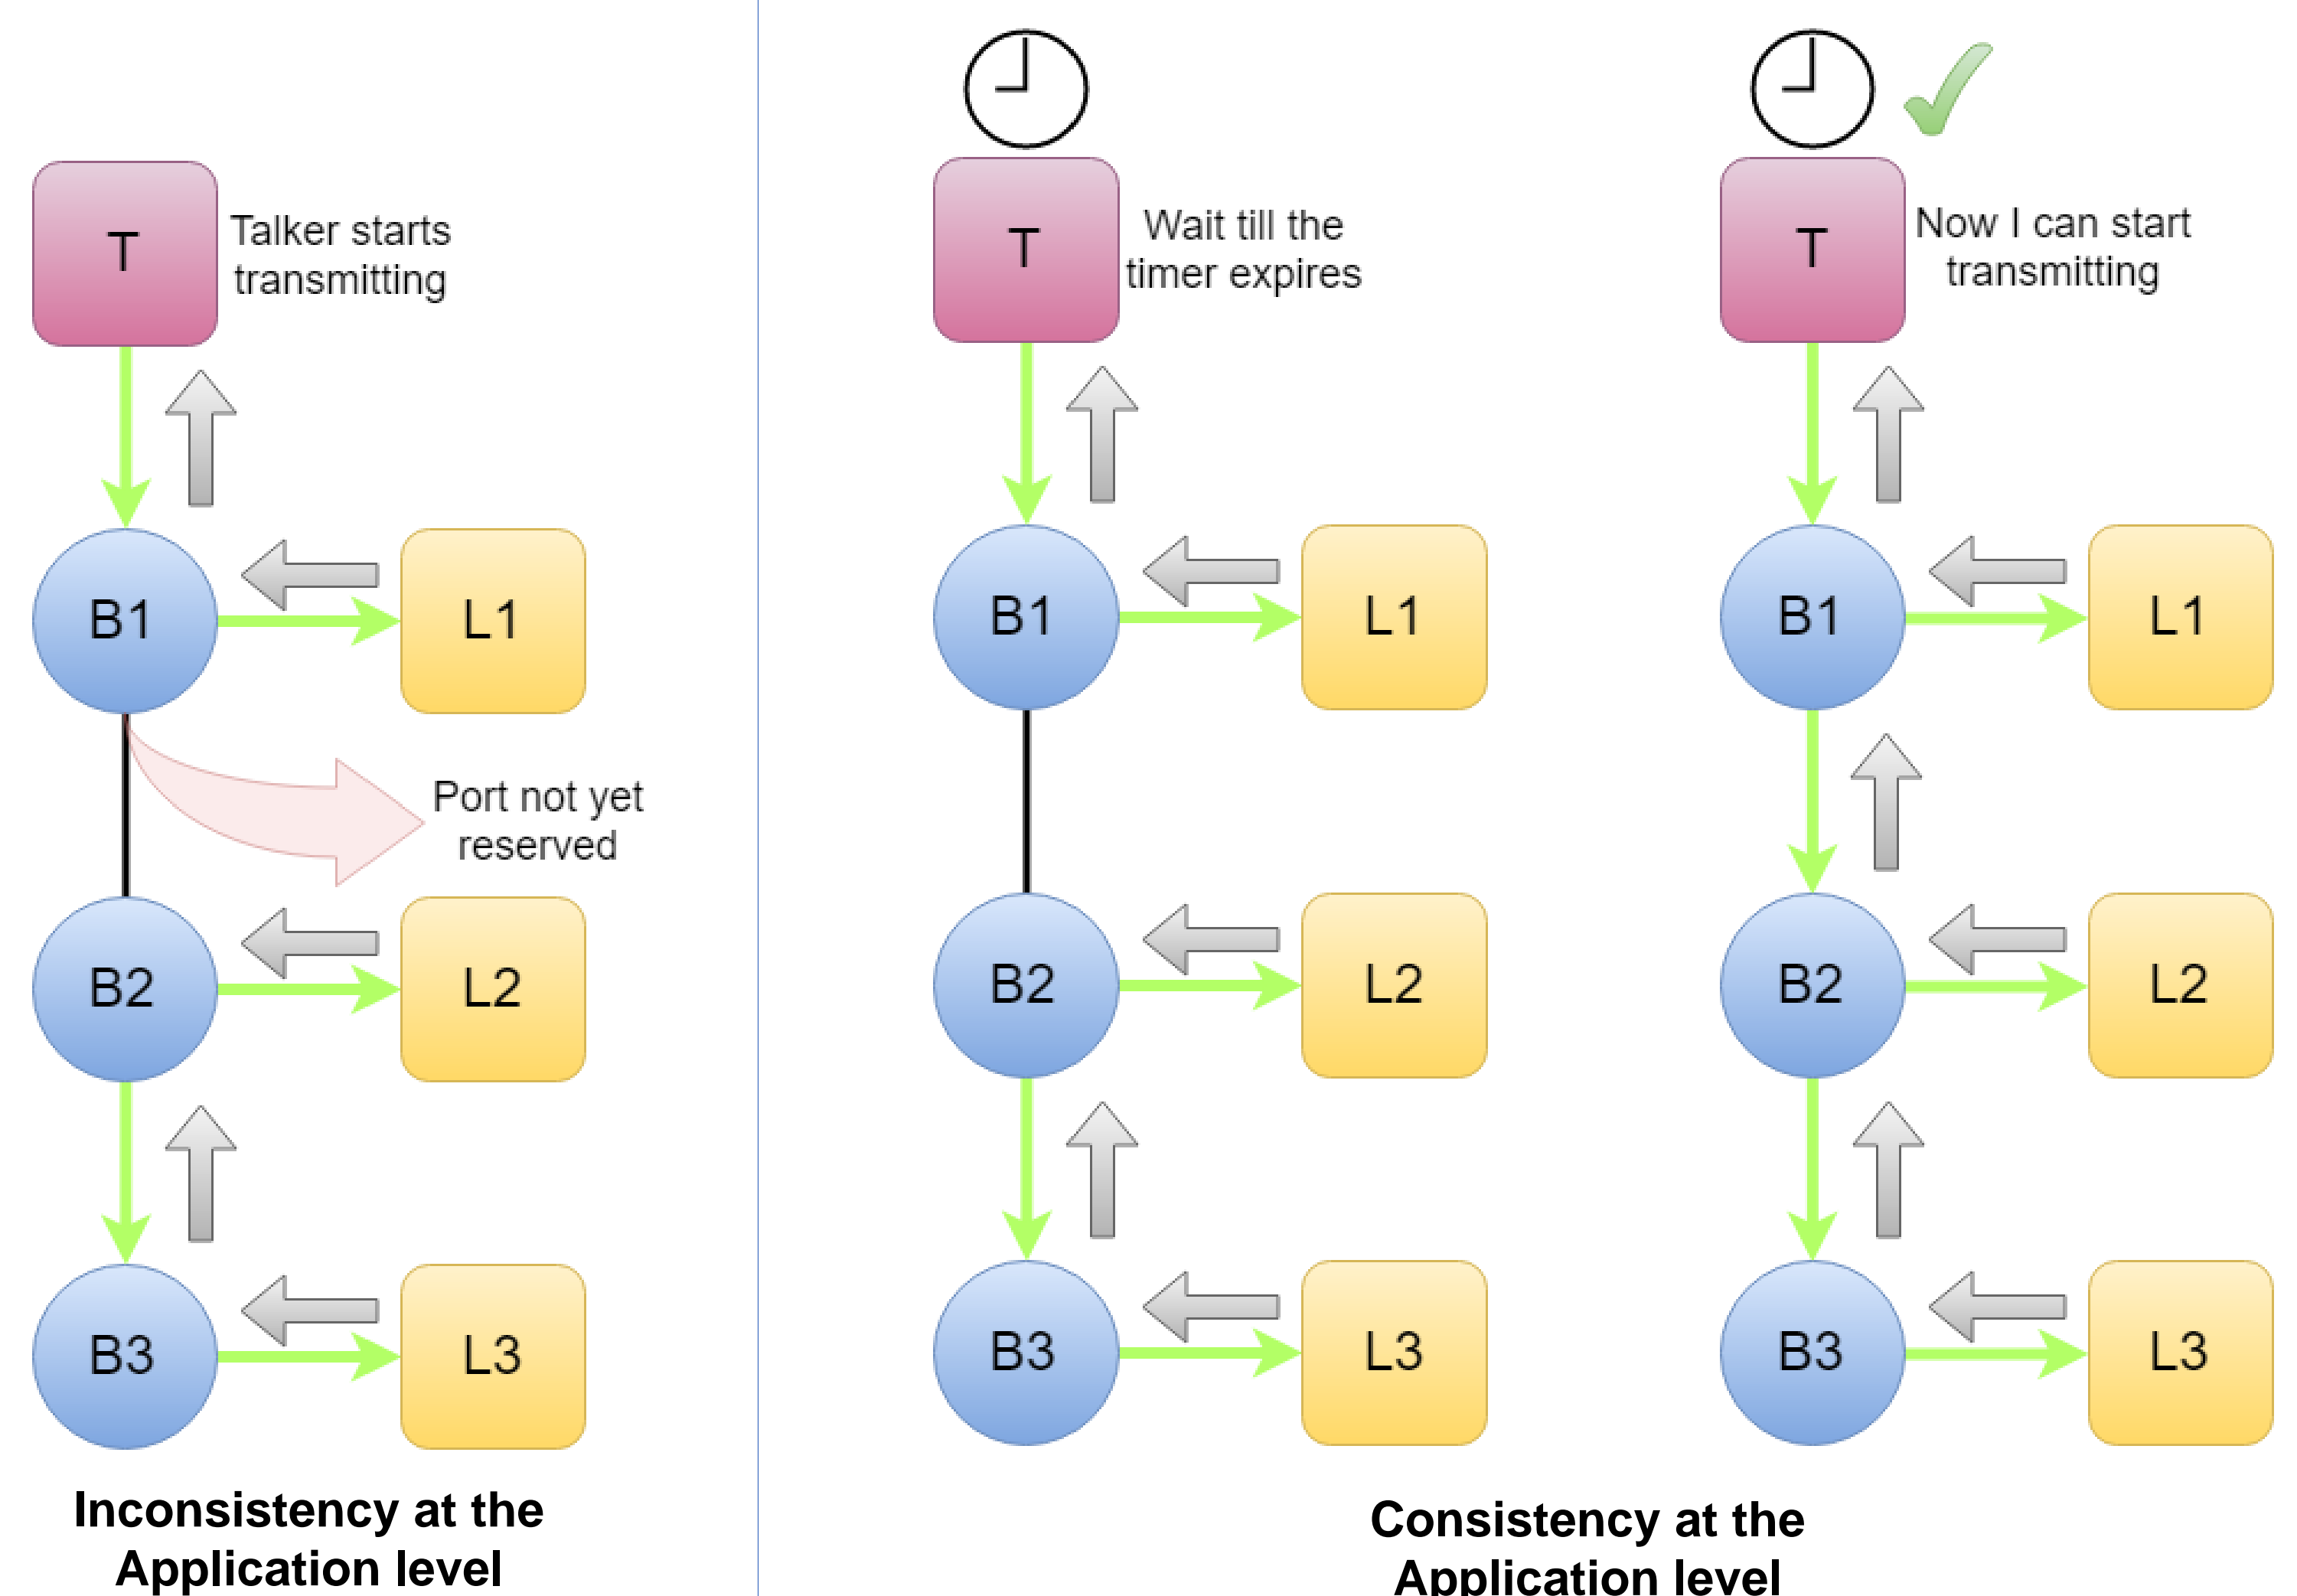 T
Talker starts
transmitting
B1
L1
Port not yet
reserved
B2
L2
B3
L3
Inconsistency at the
Application level
T
Wait till the
timer expires
B1
L1
B2
L2
B3
L3
T
Now I can start
transmitting
B1
L1
B2
L2
B3
L3
Consistency at the
Application level